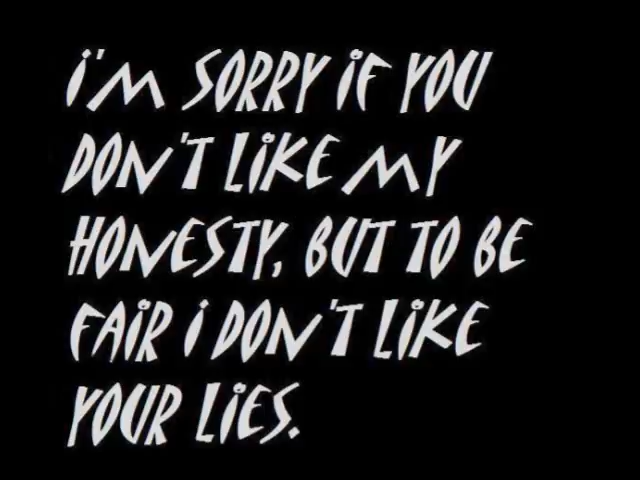 I'M SORRY IF YOU
DON'T LIKE MY
HONESTY, BUT TO BE
FAIR I DON'T LIKE
YOUR LIES.